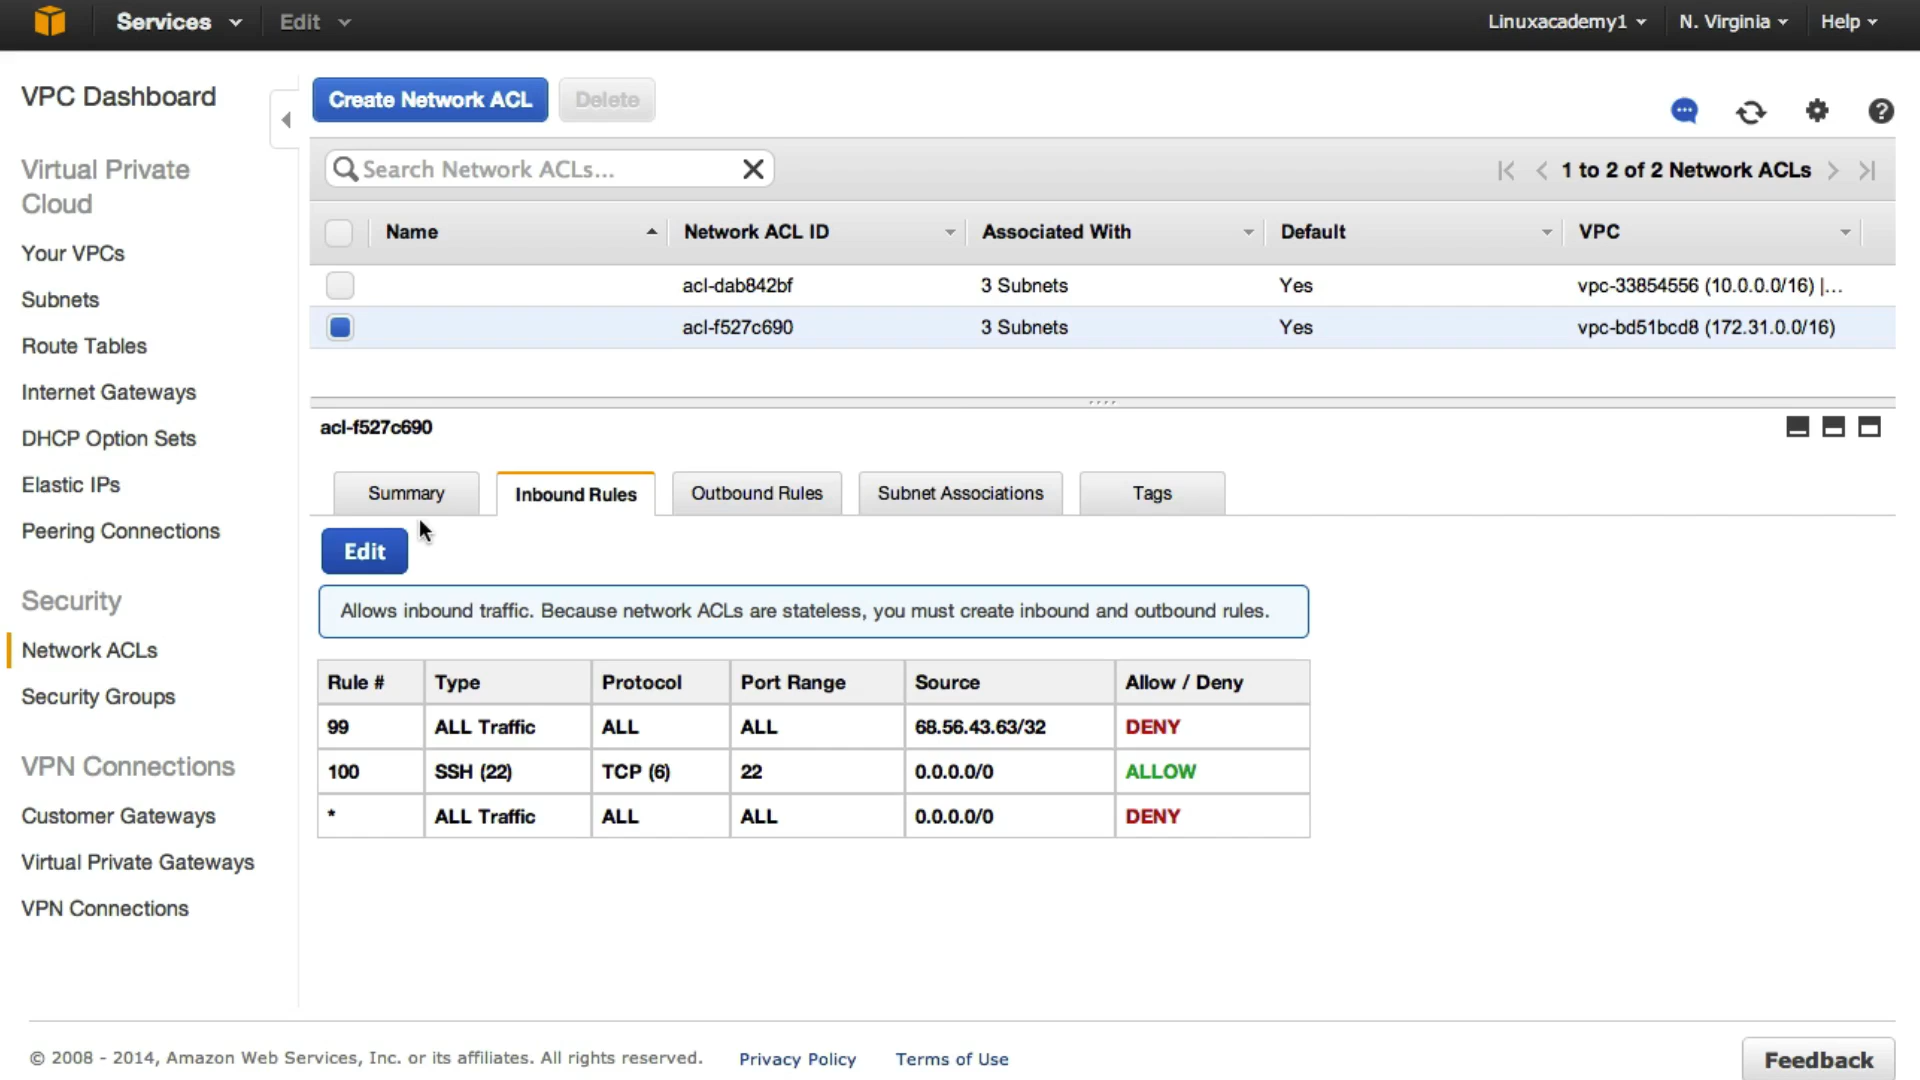 Services Edit Linuxacademy1 N. Virginia Help
VPC Dashboard
Virtual Private
Cloud
Your VPCs
Subnets
Route Tables
Internet Gateways
DHCP Option Sets
Elastic IPs
Peering Connections
Security
Network ACLs
Security Groups
VPN Connections
Customer Gateways
Virtual Private Gateways
VPN Connections
Create Network ACL Delete
Search Network ACLs...
1 to 2 of 2 Network ACLs
Name Network ACL ID Associated With Default VPC
acl-dab842bf 3 Subnets Yes vpc-33854556 (10.0.0.0/16) |...
acl-f527c690 3 Subnets Yes vpc-bd51bcd8 (172.31.0.0/16)
acl-f527c690
Summary Inbound Rules Outbound Rules Subnet Associations Tags
Edit
Allows inbound traffic. Because network ACLs are stateless, you must create inbound and outbound rules.
Rule # Type Protocol Port Range Source Allow / Deny
99 ALL Traffic ALL ALL 68.56.43.63/32 DENY
100 SSH (22) TCP (6) 22 0.0.0.0/0 ALLOW
* ALL Traffic ALL ALL 0.0.0.0/0 DENY
© 2008 - 2014, Amazon Web Services, Inc. or its affiliates. All rights reserved. Privacy Policy Terms of Use
Feedback